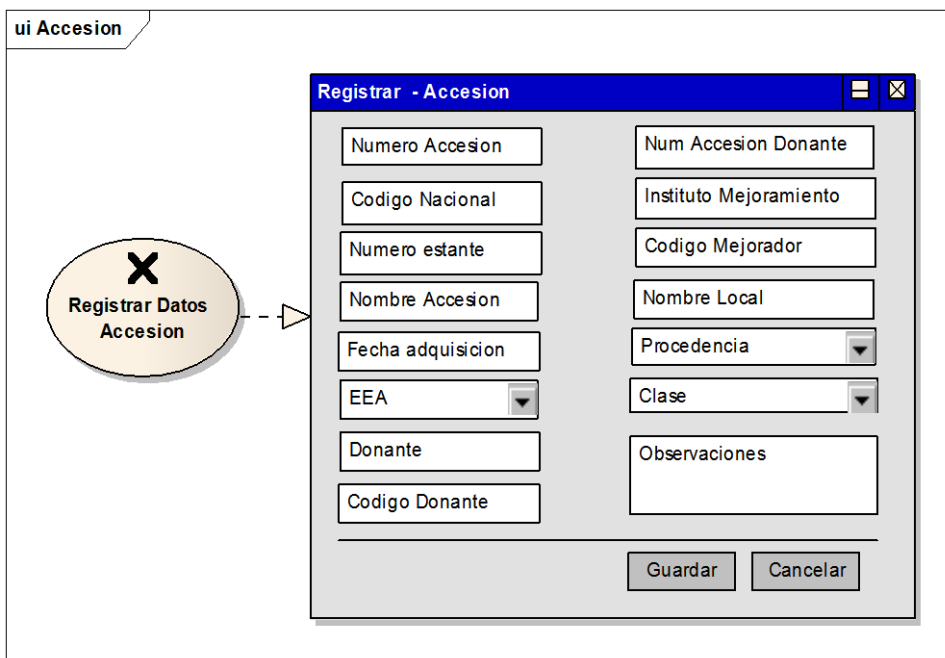 ui Accesion
Registrar Datos
Accesion
Registrar - Accesion
Numero Accesion
Codigo Nacional
Numero estante
Nombre Accesion
Fecha adquisicion
EEA
Donante
Codigo Donante
Num Accesion Donante
Instituto Mejoramiento
Codigo Mejorador
Nombre Local
Procedencia
Clase
Observaciones
Guardar
Cancelar